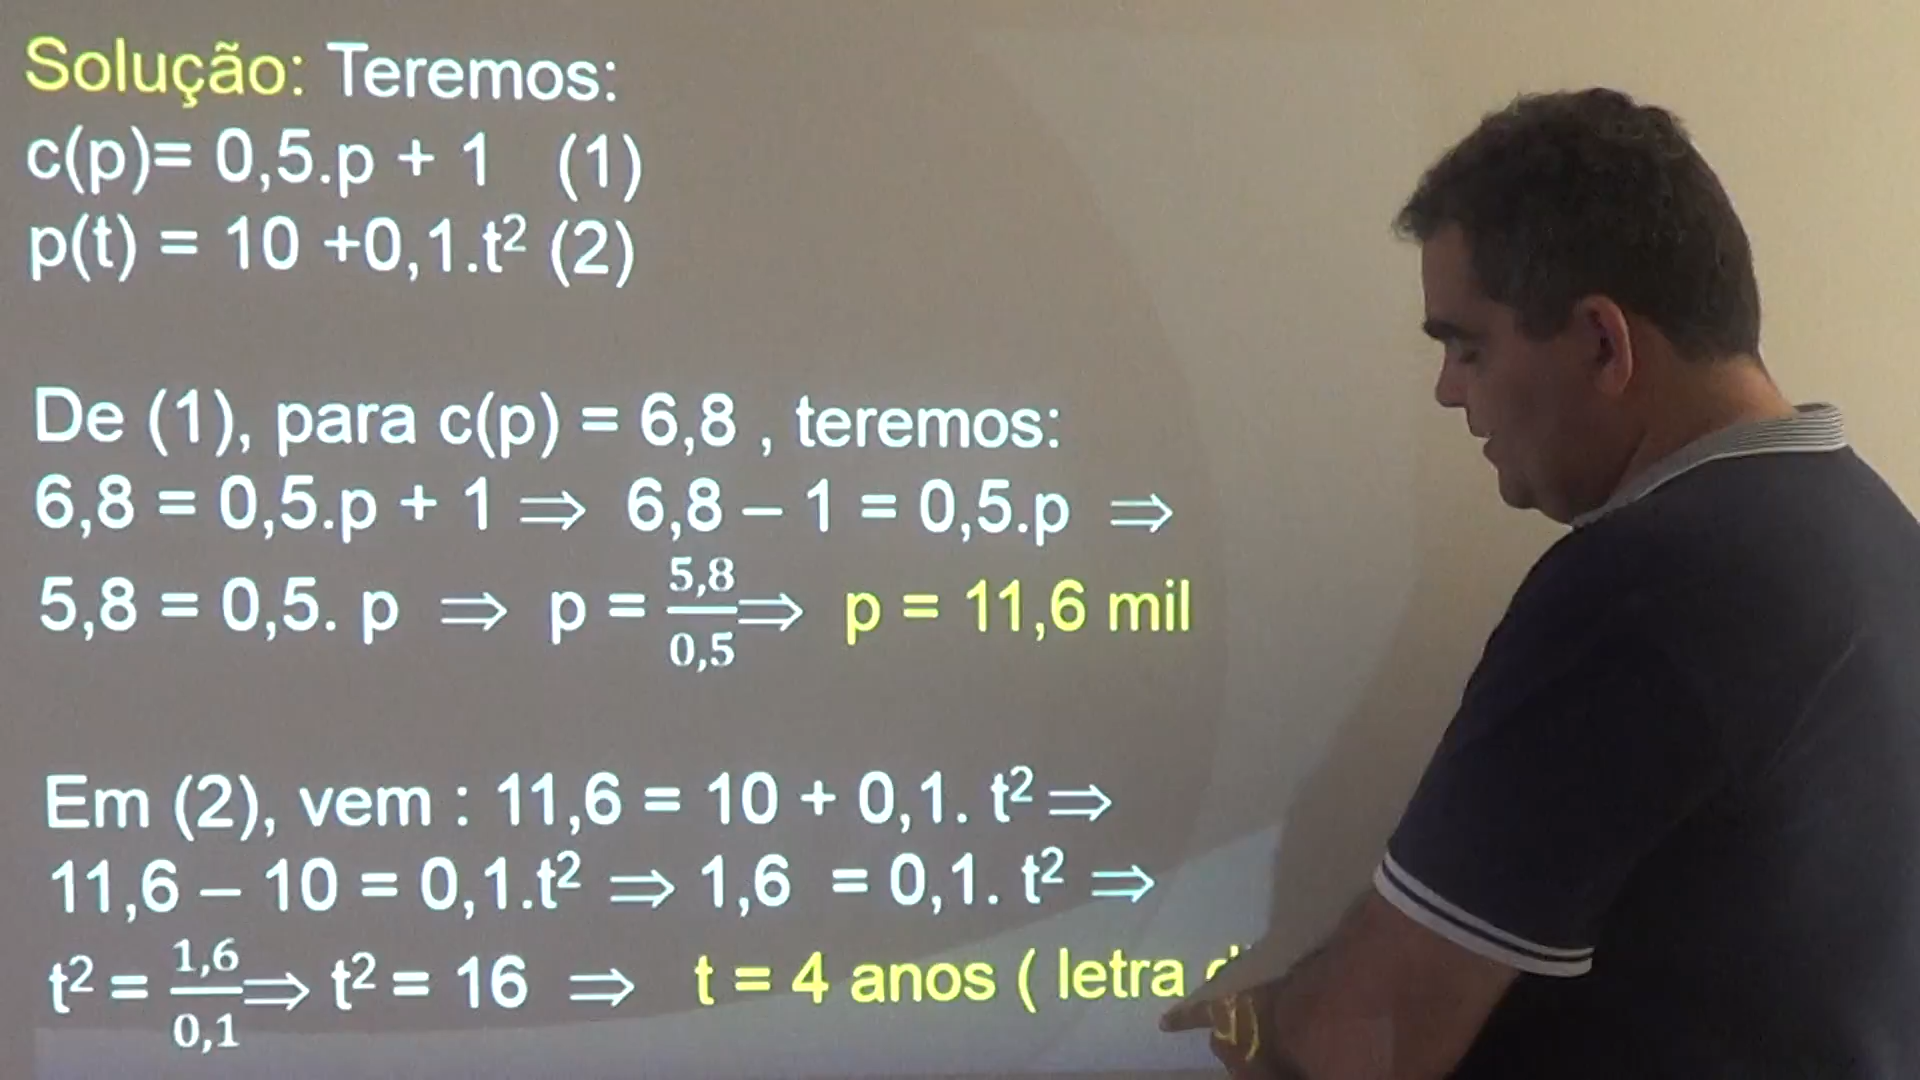 Solução: Teremos:
c(p)= 0,5.p + 1 (1)
p(t) = 10 +0,1.t² (2)
De (1), para c(p) = 6,8 , teremos:
6,8 = 0,5.p + 1 ⇒ 6,8 – 1 = 0,5.p ⇒
5,8 = 0,5. p ⇒ p = 5,8/0,5 ⇒ p = 11,6 mil
Em (2), vem : 11,6 = 10 + 0,1. t² ⇒
11,6 – 10 = 0,1.t² ⇒ 1,6 = 0,1. t² ⇒
t² = 1,6/0,1 ⇒ t² = 16 ⇒ t = 4 anos ( letra d)